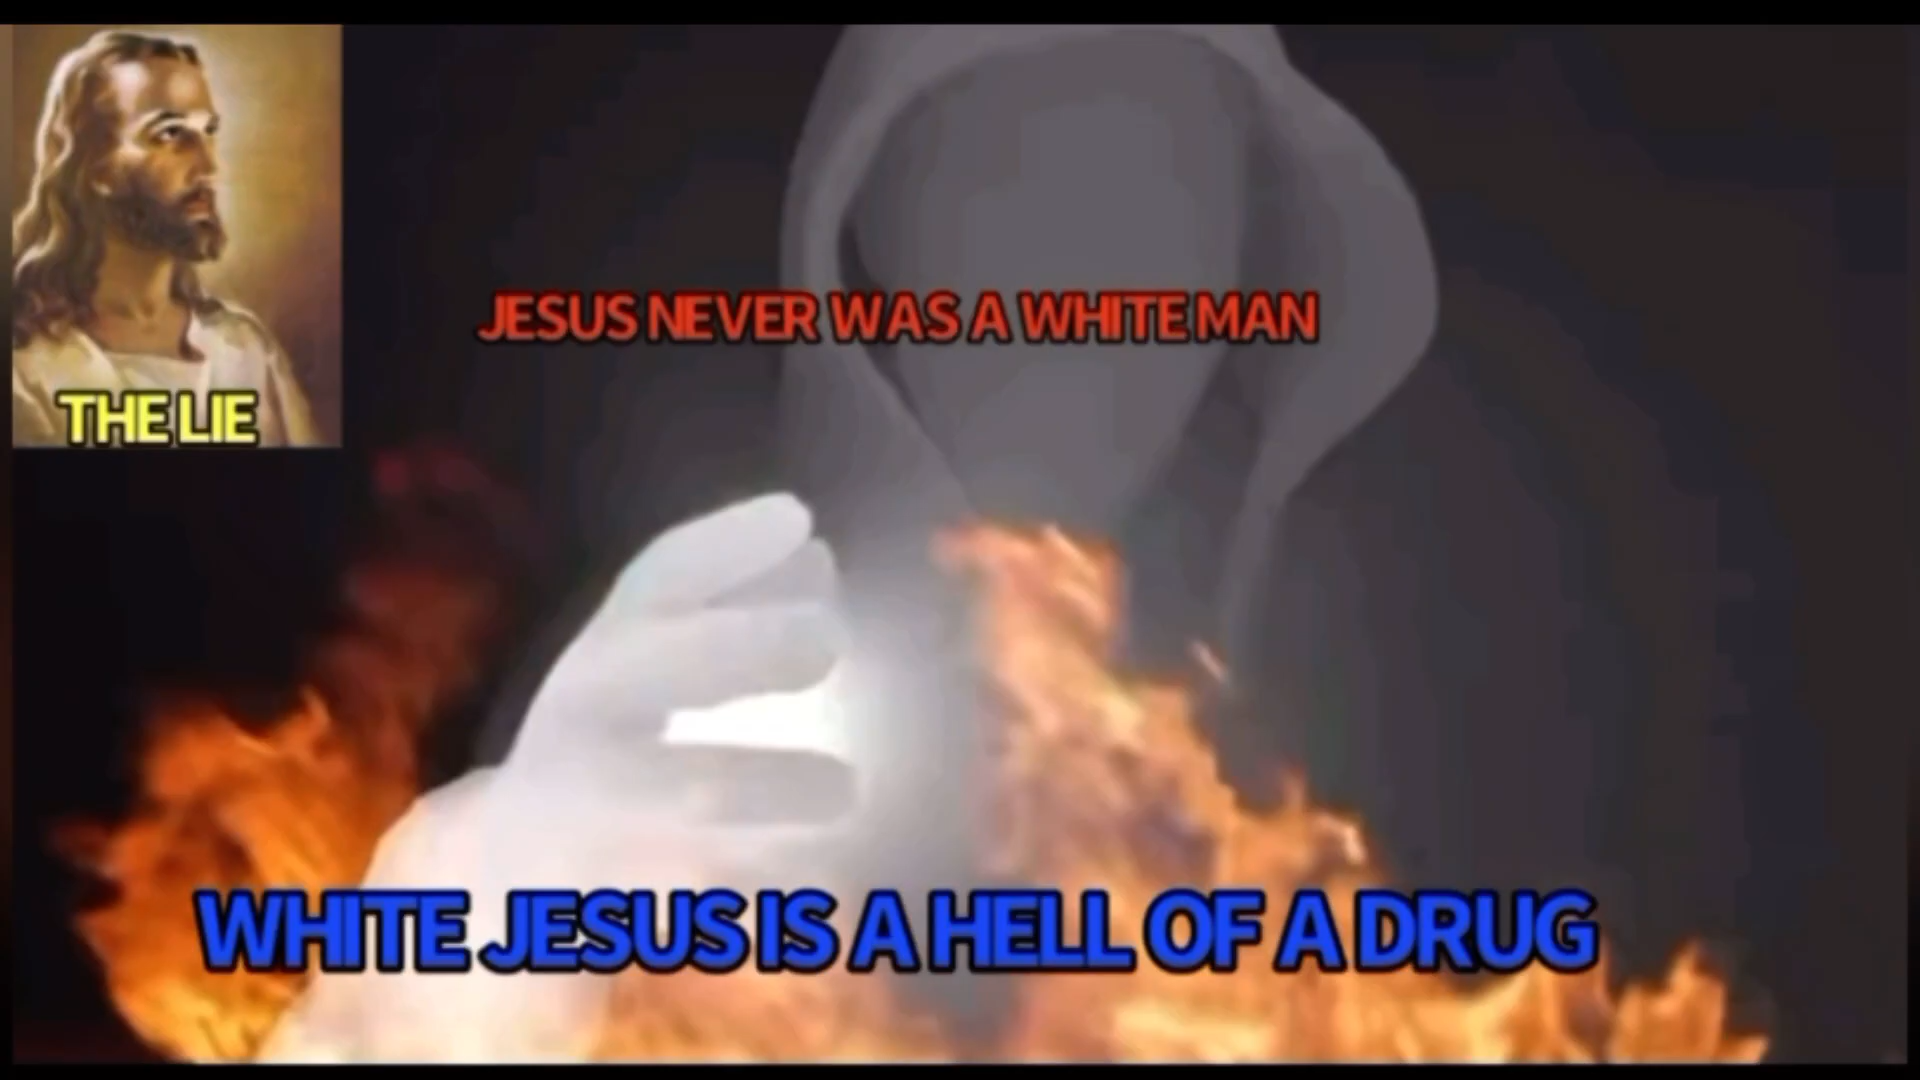 JESUS NEVER WAS A WHITE MAN
THE LIE
WHITE JESUS IS A HELL OF A DRUG